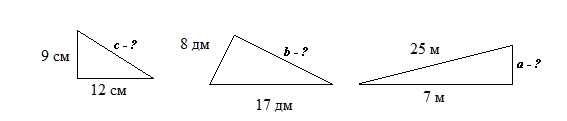 9 см
c - ?
12 см
8 дм
b - ?
17 дм
25 м
a - ?
7 м